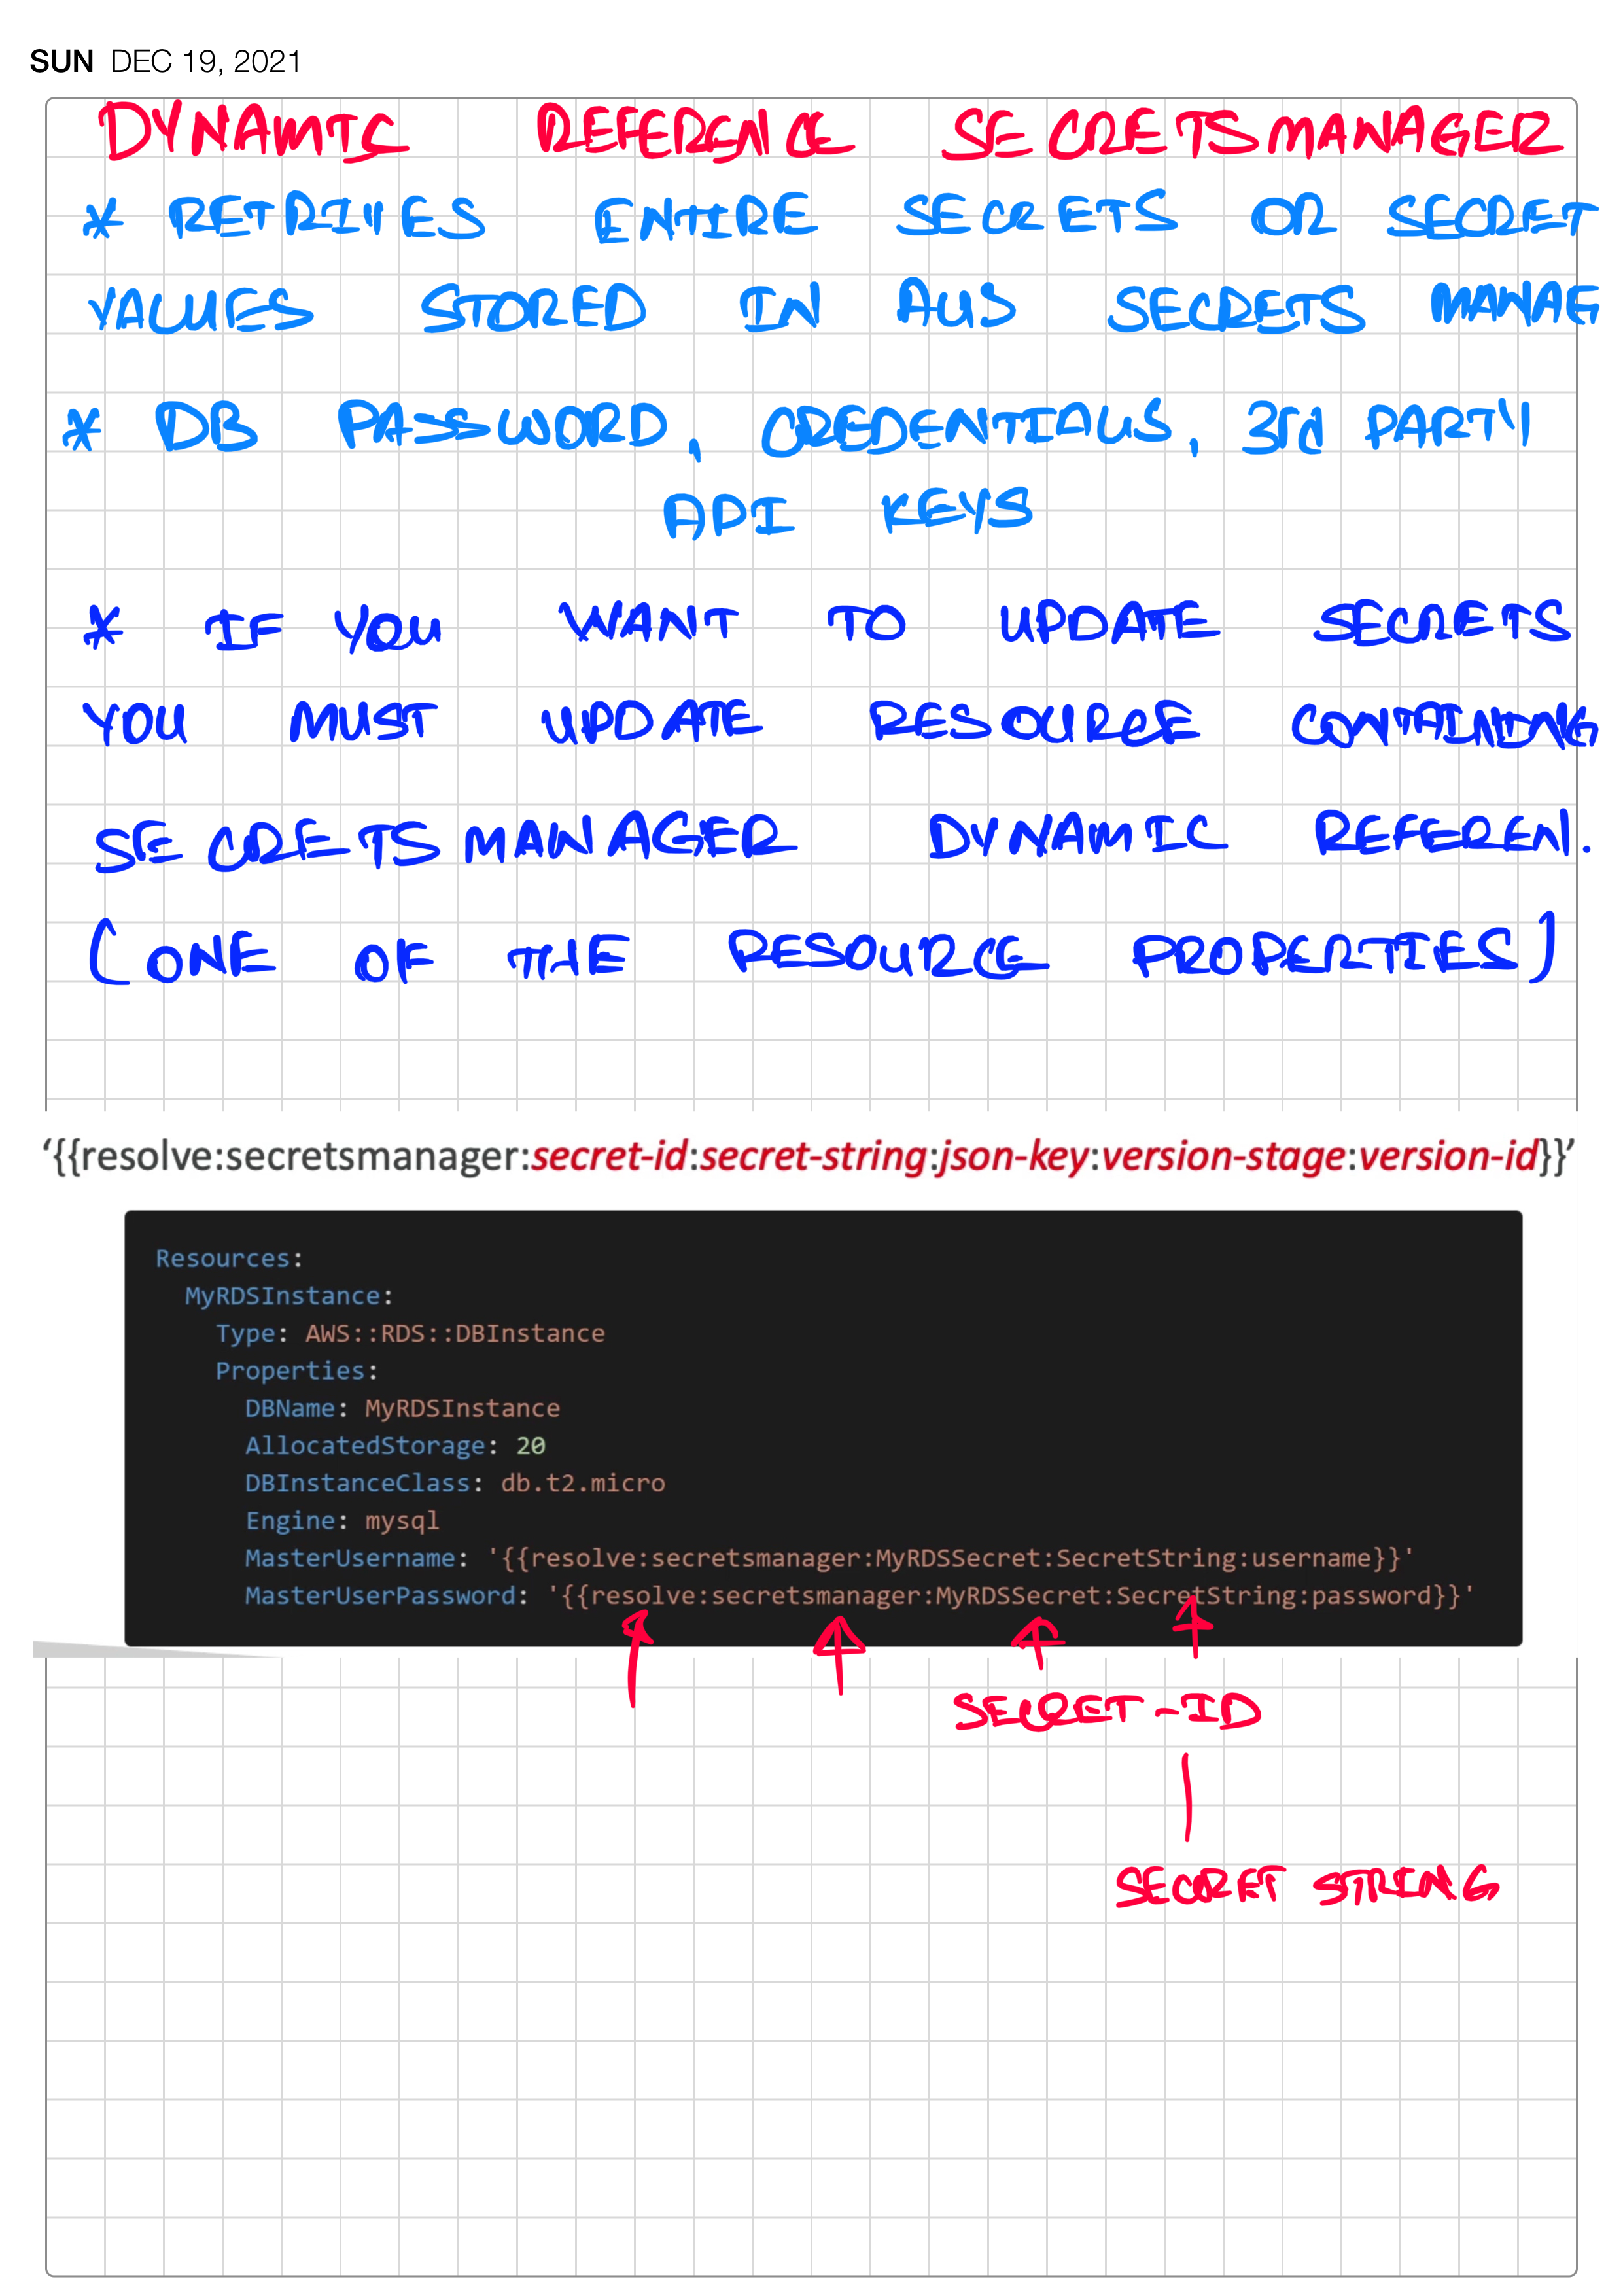 SUN DEC 19, 2021
DYNAMIC REFERENCE SECRETSMANAGER
* RETRIVES ENTIRE SECRETS OR SECRET
VALUES STORED IN AWS SECRETS MANAG
* DB PASSWORD, CREDENTIALS, 3rd PARTY
API KEYS
* IF YOU WANT TO UPDATE SECRETS
YOU MUST UPDATE RESOURCE CONTAINING
SECRETSMANAGER DYNAMIC REFEREN.
(ONE OF THE RESOURCE PROPERTIES)
‘{{resolve:secretsmanager:secret-id:secret-string:json-key:version-stage:version-id}}’
Resources:
MyRDSInstance:
Type: AWS::RDS::DBInstance
Properties:
DBName: MyRDSInstance
AllocatedStorage: 20
DBInstanceClass: db.t2.micro
Engine: mysql
MasterUsername: '{{resolve:secretsmanager:MyRDSSecret:SecretString:username}}'
MasterUserPassword: '{{resolve:secretsmanager:MyRDSSecret:SecretString:password}}'
SECRET-ID
SECRET STRING